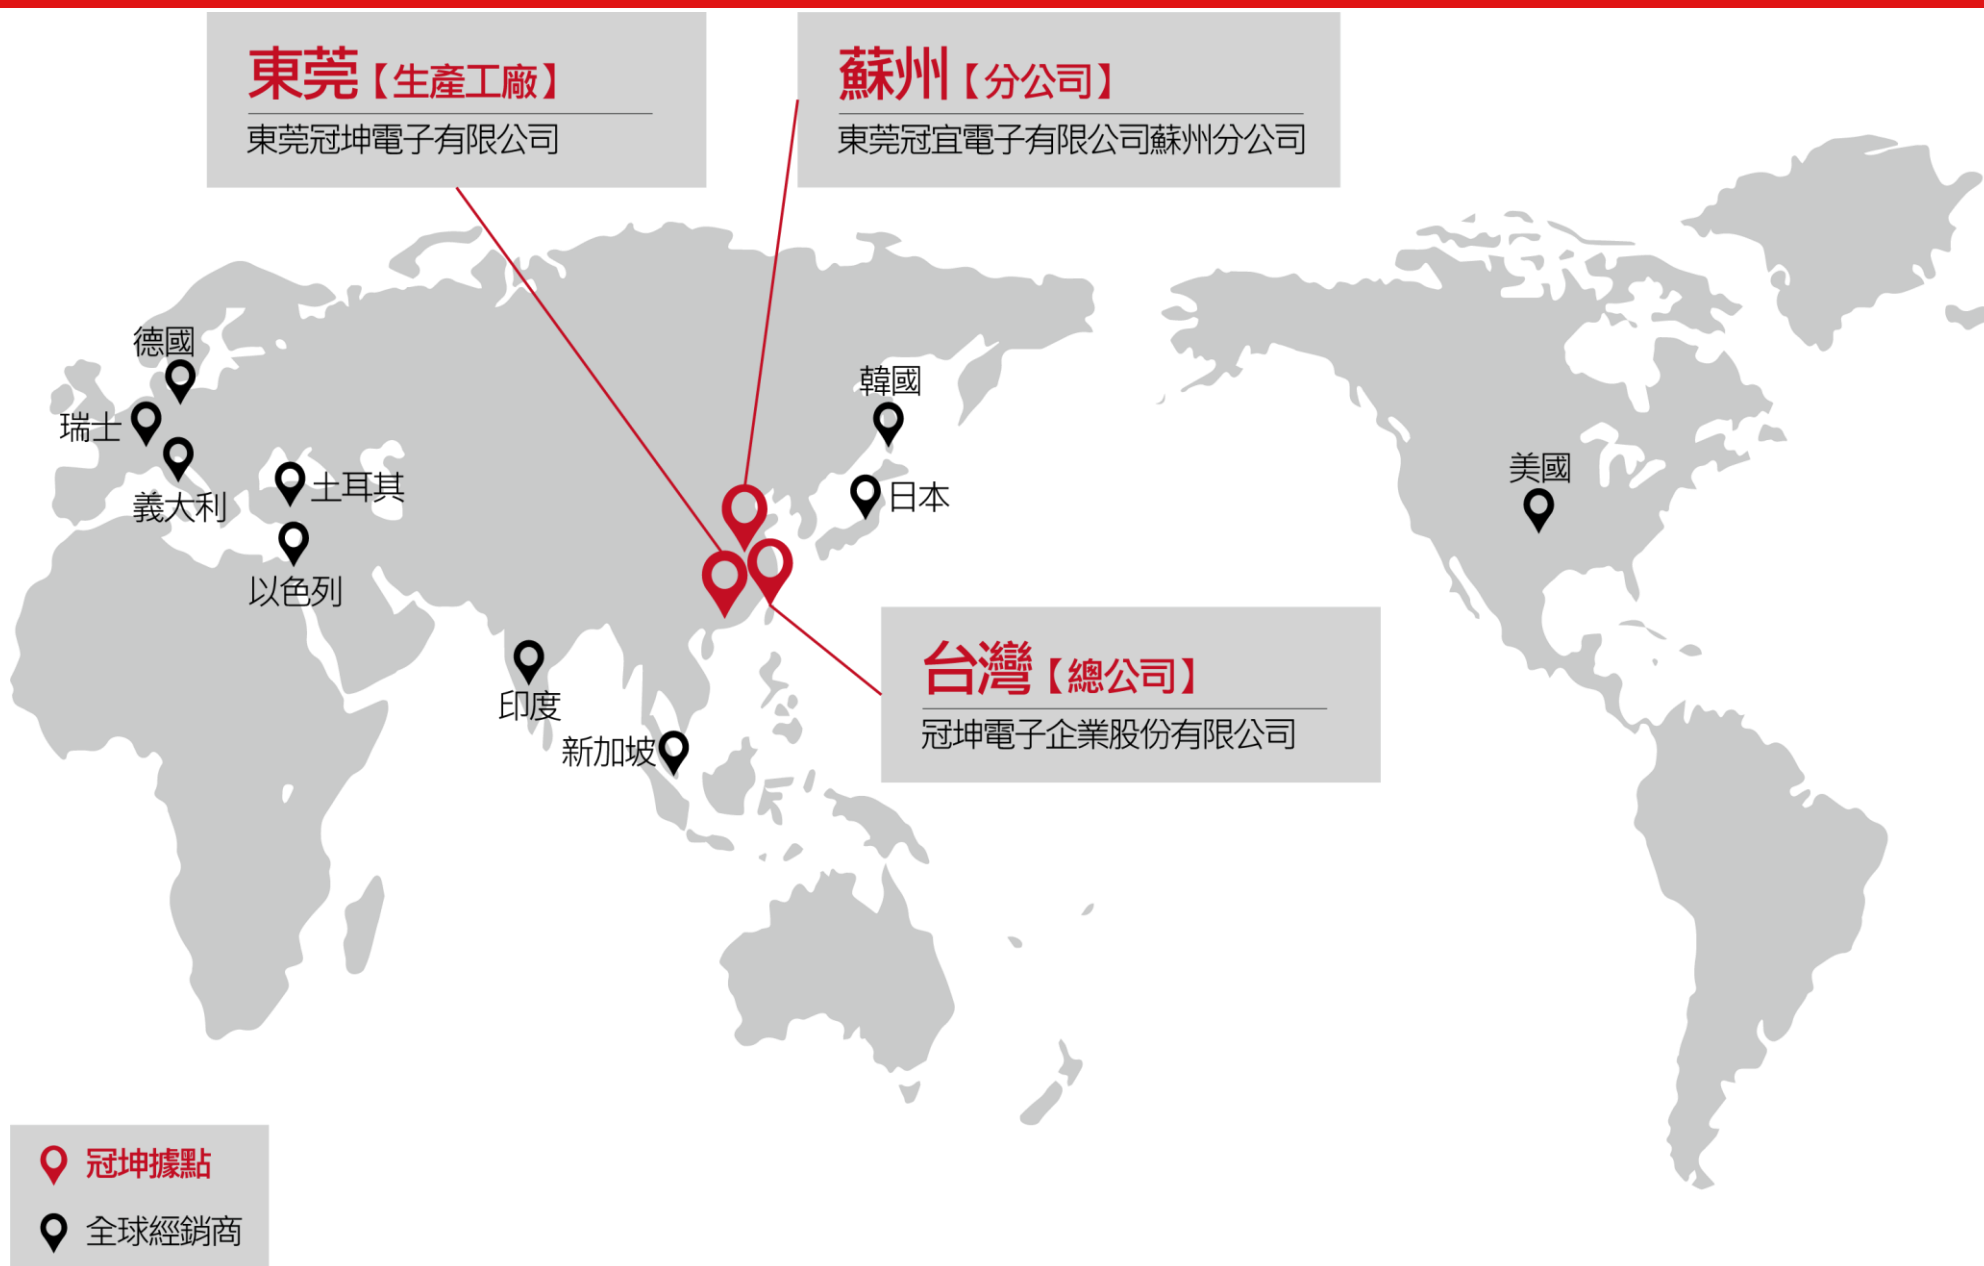 東莞【生產工廠】
東莞冠坤電子有限公司
蘇州【分公司】
東莞冠宜電子有限公司蘇州分公司
德國
瑞士
義大利
土耳其
以色列
韓國
日本
美國
印度
新加坡
台灣【總公司】
冠坤電子企業股份有限公司
冠坤據點
全球經銷商